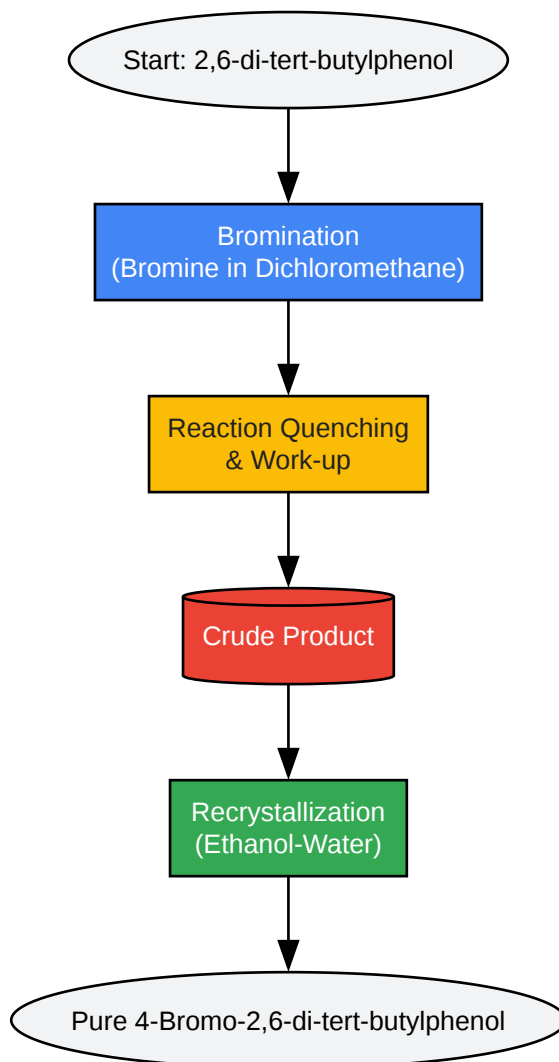 Start: 2,6-di-tert-butylphenol
Bromination
(Bromine in Dichloromethane)
Reaction Quenching
& Work-up
Crude Product
Recrystallization
(Ethanol-Water)
Pure 4-Bromo-2,6-di-tert-butylphenol